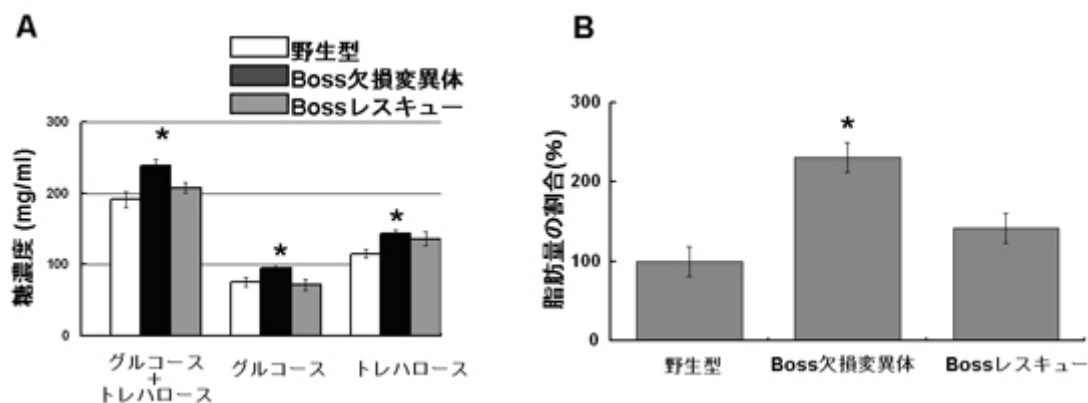 A
野生型
Boss欠損変異体
Bossレスキュー
糖濃度 (mg/ml)
300
200
100
0
*
*
*
グルコース
+
トレハロース
グルコース
トレハロース
B
脂肪量の割合(%)
300
200
100
0
*
野生型
Boss欠損変異体
Bossレスキュー